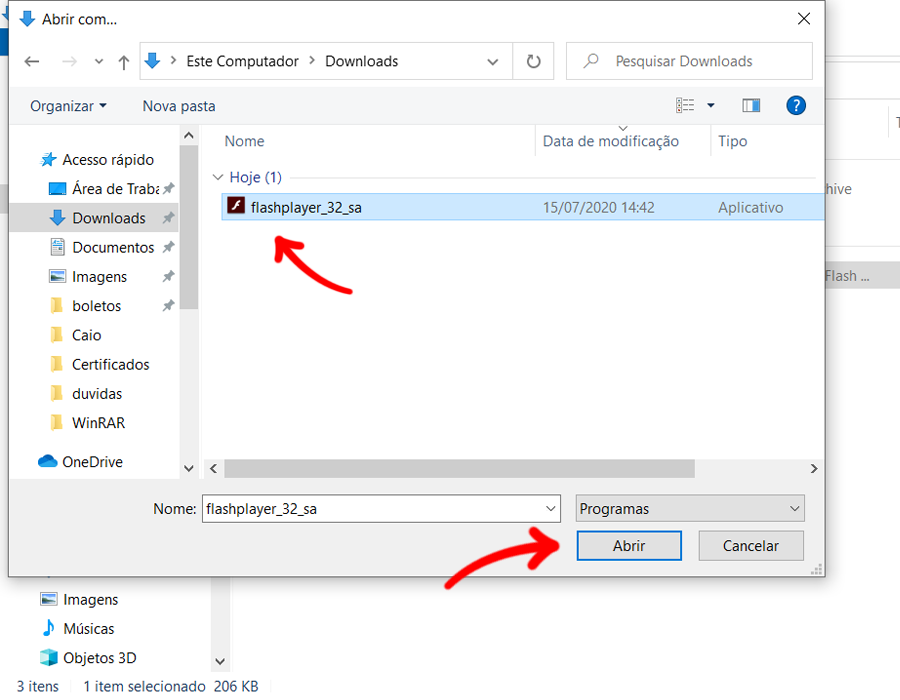 Abrir com...
Este Computador > Downloads
Pesquisar Downloads
Organizar
Nova pasta
?
Nome
Data de modificação
Tipo
Acesso rápido
Área de Traba
Downloads
Documentos
Imagens
boletos
Caio
Certificados
duvidas
WinRAR
OneDrive
Hoje (1)
flashplayer_32_sa 15/07/2020 14:42 Aplicativo
hive
Flash ...
Nome: flashplayer_32_sa
Programas
Abrir
Cancelar
Imagens
Músicas
Objetos 3D
3 itens 1 item selecionado 206 KB